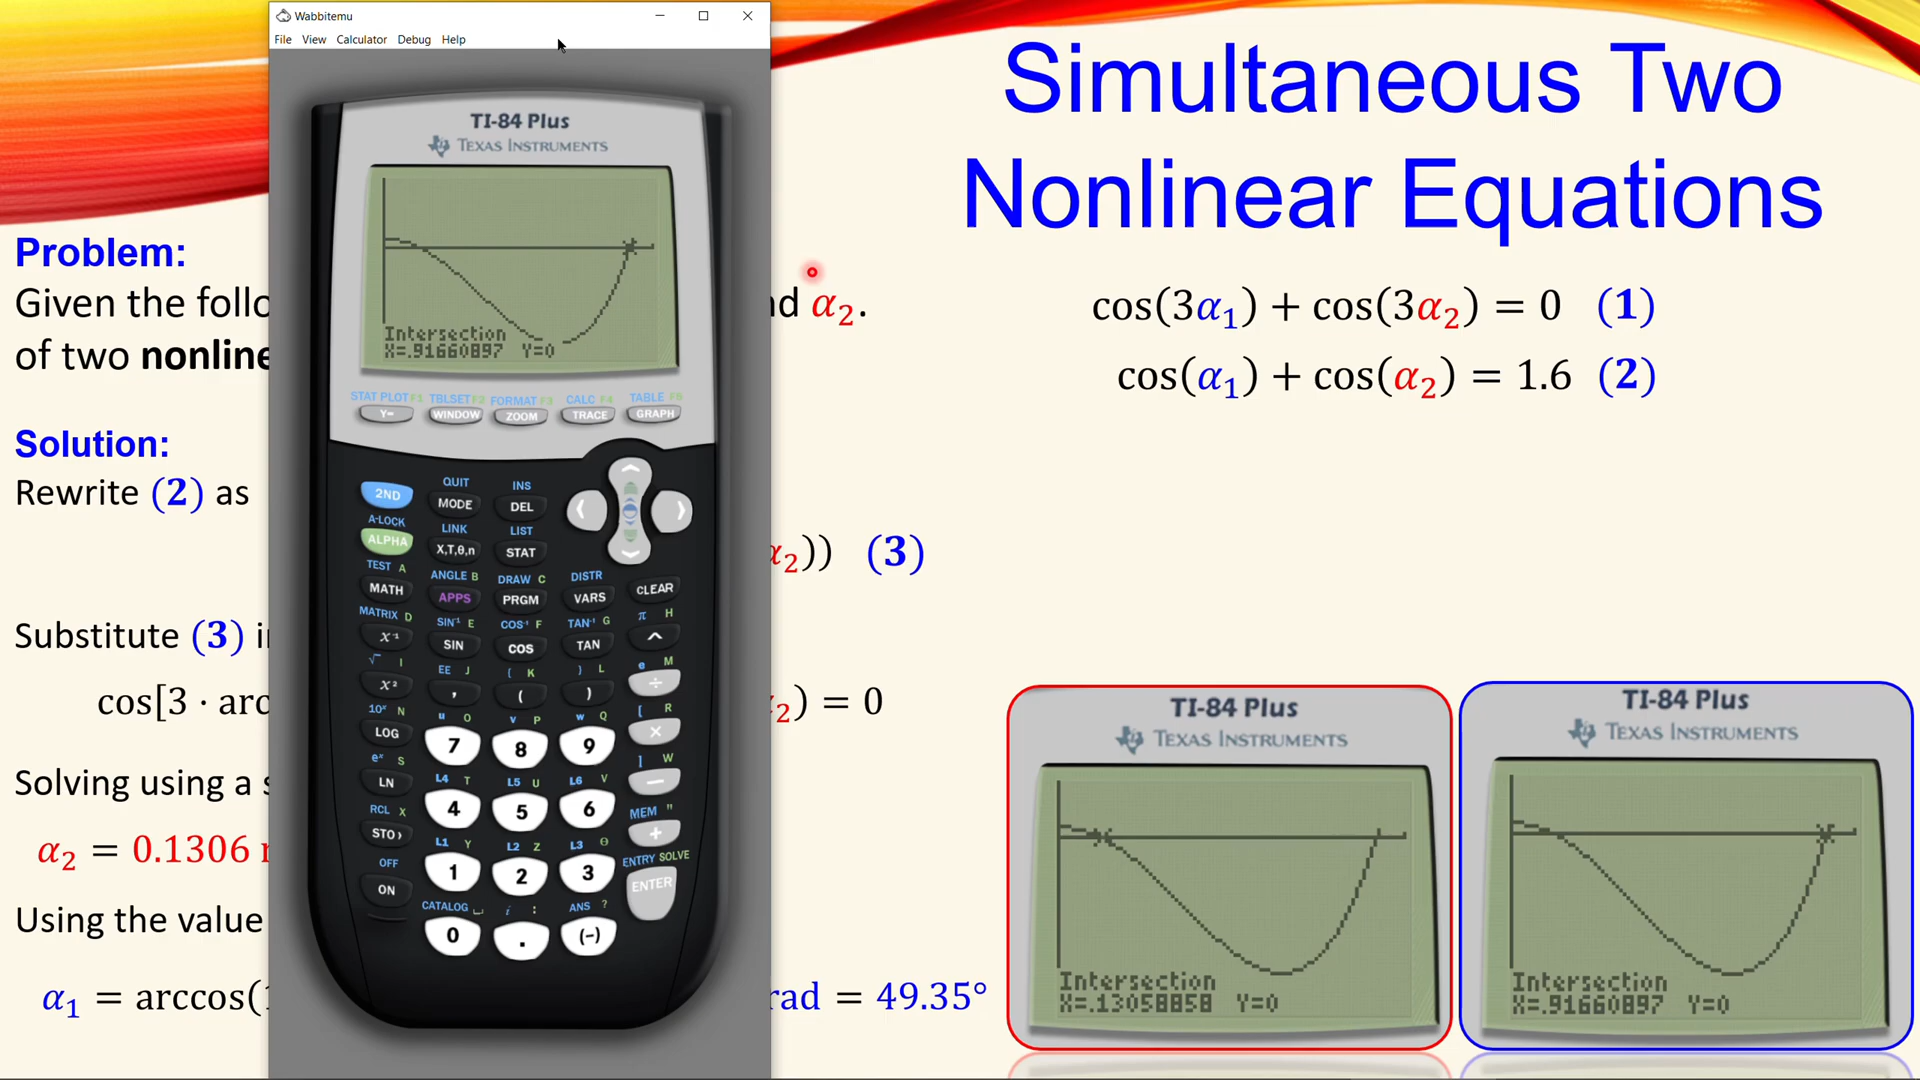 Wabbitemu
File View Calculator Debug Help
Simultaneous Two
Nonlinear Equations
cos(3α₁) + cos(3α₂) = 0 (1)
cos(α₁) + cos(α₂) = 1.6 (2)
Problem:
Given the follo
d α₂.
of two nonline
Solution:
Rewrite (2) as
α₂)) (3)
Substitute (3) in
cos[3 · arc
₂) = 0
Solving using a s
α₂ = 0.1306 r
Using the value
α₁ = arccos(1
rad = 49.35°
TI-84 Plus
TEXAS INSTRUMENTS
Intersection
X=.91660897 Y=0
STAT PLOT F1 TBLSET F2 FORMAT F3 CALC F4 TABLE F5
Y= WINDOW ZOOM TRACE GRAPH
QUIT INS
2ND MODE DEL
A-LOCK LINK LIST
ALPHA X,T,θ,n STAT
TEST A ANGLE B DRAW C DISTR
MATH APPS PRGM VARS CLEAR
MATRIX D SIN⁻¹ E COS⁻¹ F TAN⁻¹ G π H
X⁻¹ SIN COS TAN ^
√ I EE J { K } L e M
X² , ( ) ÷
10ˣ N u O v P w Q [ R
LOG 7 8 9 ×
eˣ S L4 T L5 U L6 V ] W
LN 4 5 6 −
RCL X L1 Y L2 Z L3 θ MEM "
STO› 1 2 3 +
OFF CATALOG ⎵ i : ANS ? ENTRY SOLVE
ON 0 . (-) ENTER
TI-84 Plus
TEXAS INSTRUMENTS
Intersection
X=.13058858 Y=0
TI-84 Plus
TEXAS INSTRUMENTS
Intersection
X=.91660897 Y=0